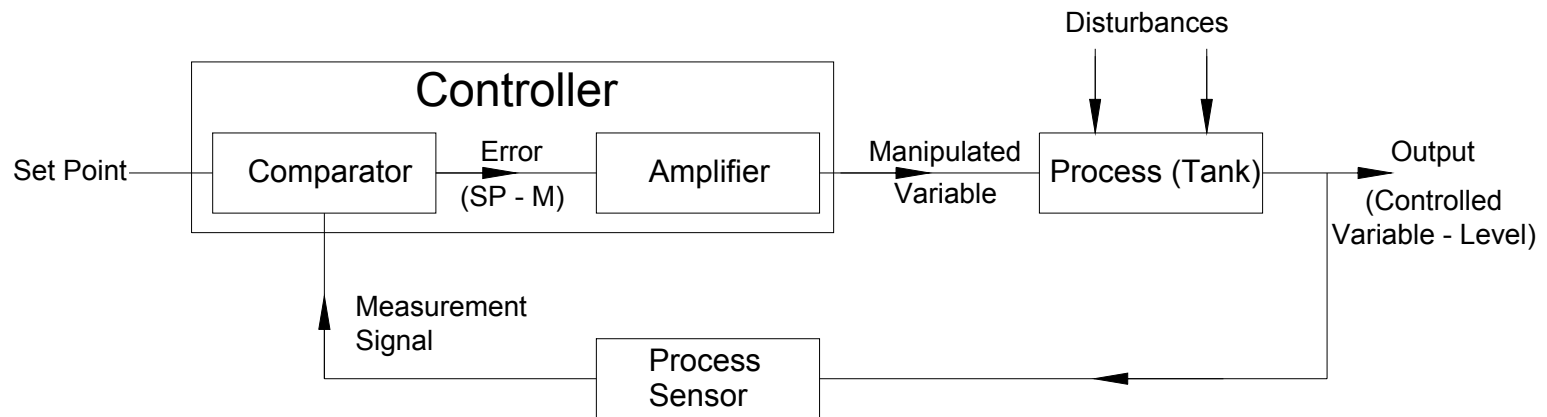 Disturbances
Controller
Set Point
Comparator
Error
(SP - M)
Amplifier
Manipulated
Variable
Process (Tank)
Output
(Controlled
Variable - Level)
Measurement
Signal
Process
Sensor